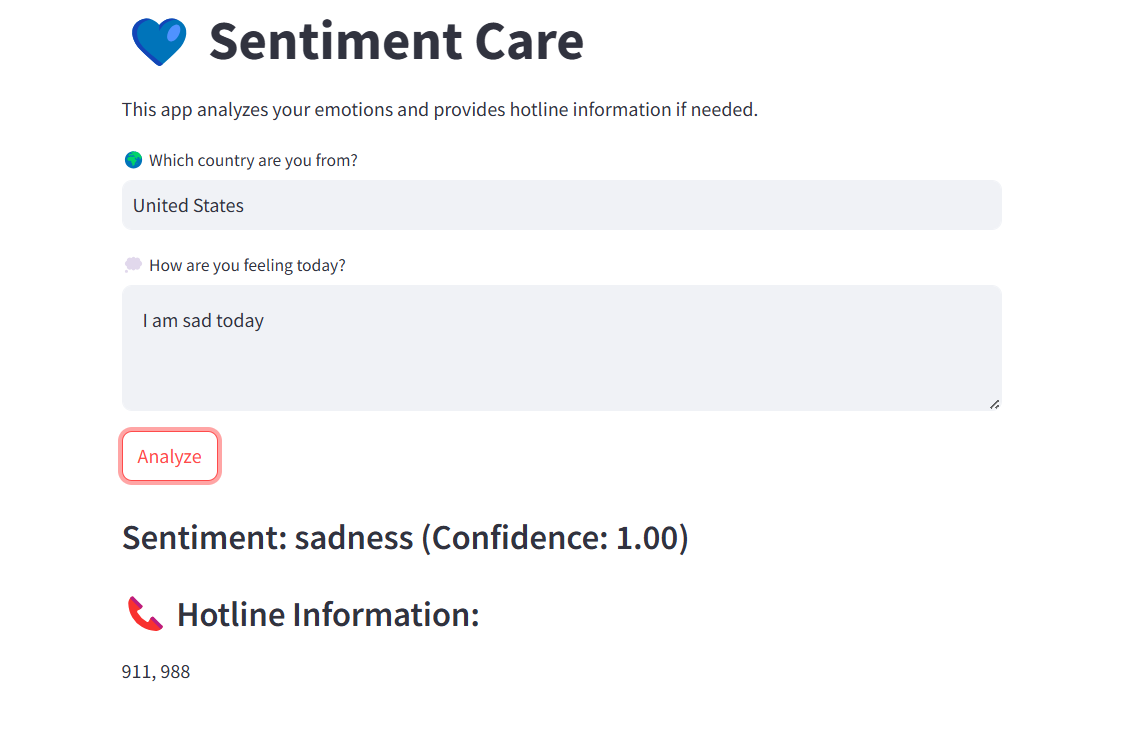 Sentiment Care
This app analyzes your emotions and provides hotline information if needed.
Which country are you from?
United States
How are you feeling today?
I am sad today
Analyze
Sentiment: sadness (Confidence: 1.00)
Hotline Information:
911, 988